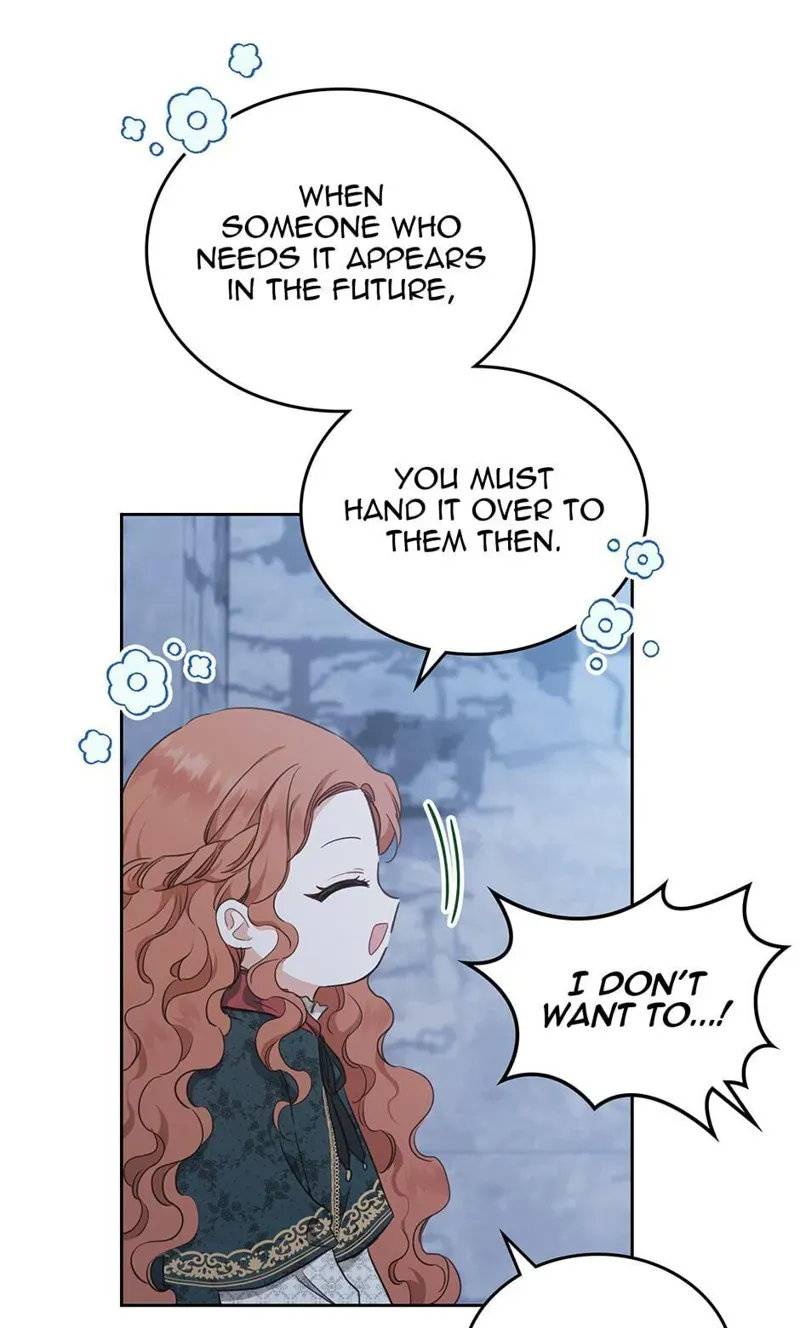 WHEN
SOMEONE WHO
NEEDS IT APPEARS
IN THE FUTURE,
YOU MUST
HAND IT OVER TO
THEM THEN.
I DON'T
WANT TO...!